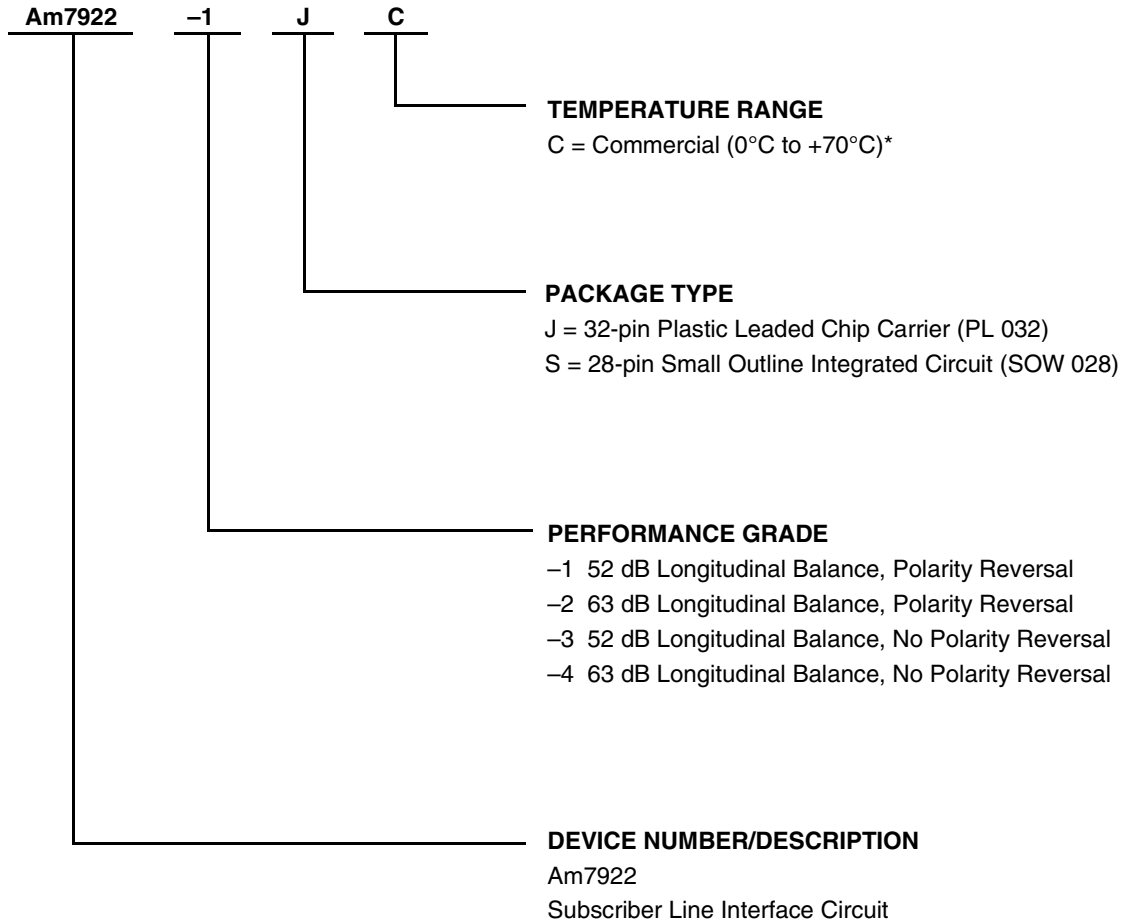 Am7922 –1 J C
TEMPERATURE RANGE
C = Commercial (0°C to +70°C)*
PACKAGE TYPE
J = 32-pin Plastic Leaded Chip Carrier (PL 032)
S = 28-pin Small Outline Integrated Circuit (SOW 028)
PERFORMANCE GRADE
–1 52 dB Longitudinal Balance, Polarity Reversal
–2 63 dB Longitudinal Balance, Polarity Reversal
–3 52 dB Longitudinal Balance, No Polarity Reversal
–4 63 dB Longitudinal Balance, No Polarity Reversal
DEVICE NUMBER/DESCRIPTION
Am7922
Subscriber Line Interface Circuit